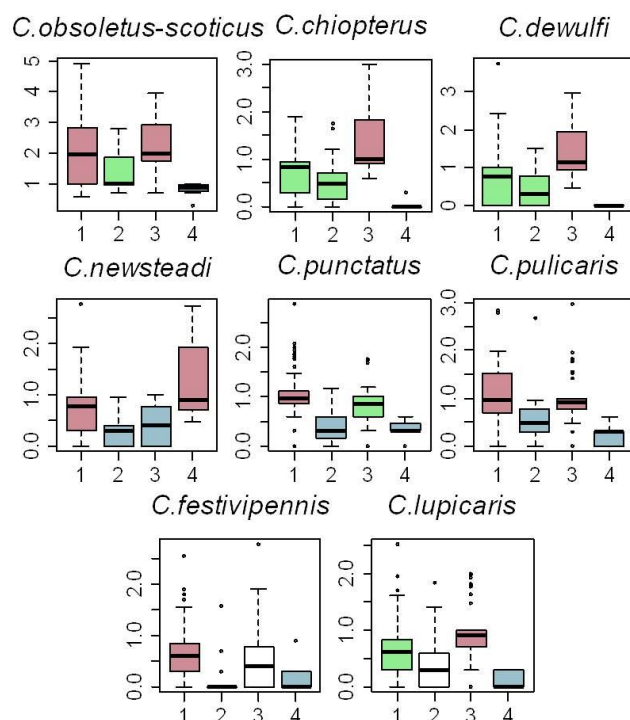 C.obsoletus-scoticus C.chiopterus C.dewulfi
5 4 3 2 1
3.0 2.0 1.0 0.0
3 2 1 0
1 2 3 4 1 2 3 4 1 2 3 4
C.newsteadi C.punctatus C.pulicaris
2.0 1.0 0.0
3.0 2.0 1.0 0.0
3.0 2.0 1.0 0.0
1 2 3 4 1 2 3 4 1 2 3 4
C.festivipennis C.lupicaris
2.0 1.0 0.0
2.0 1.0 0.0
1 2 3 4 1 2 3 4